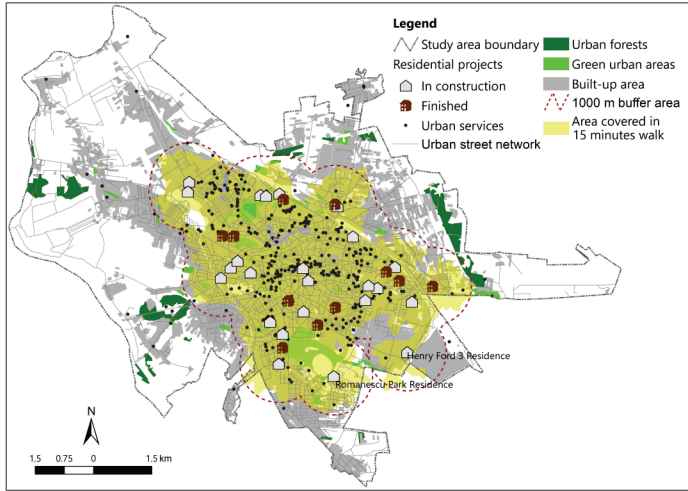 Legend
Study area boundary
Residential projects
In construction
Finished
Urban services
Urban street network
Urban forests
Green urban areas
Built-up area
1000 m buffer area
Area covered in
15 minutes walk
Henry Ford 3 Residence
Romanescu Park Residence
N
1.5 0.75 0 1.5 km